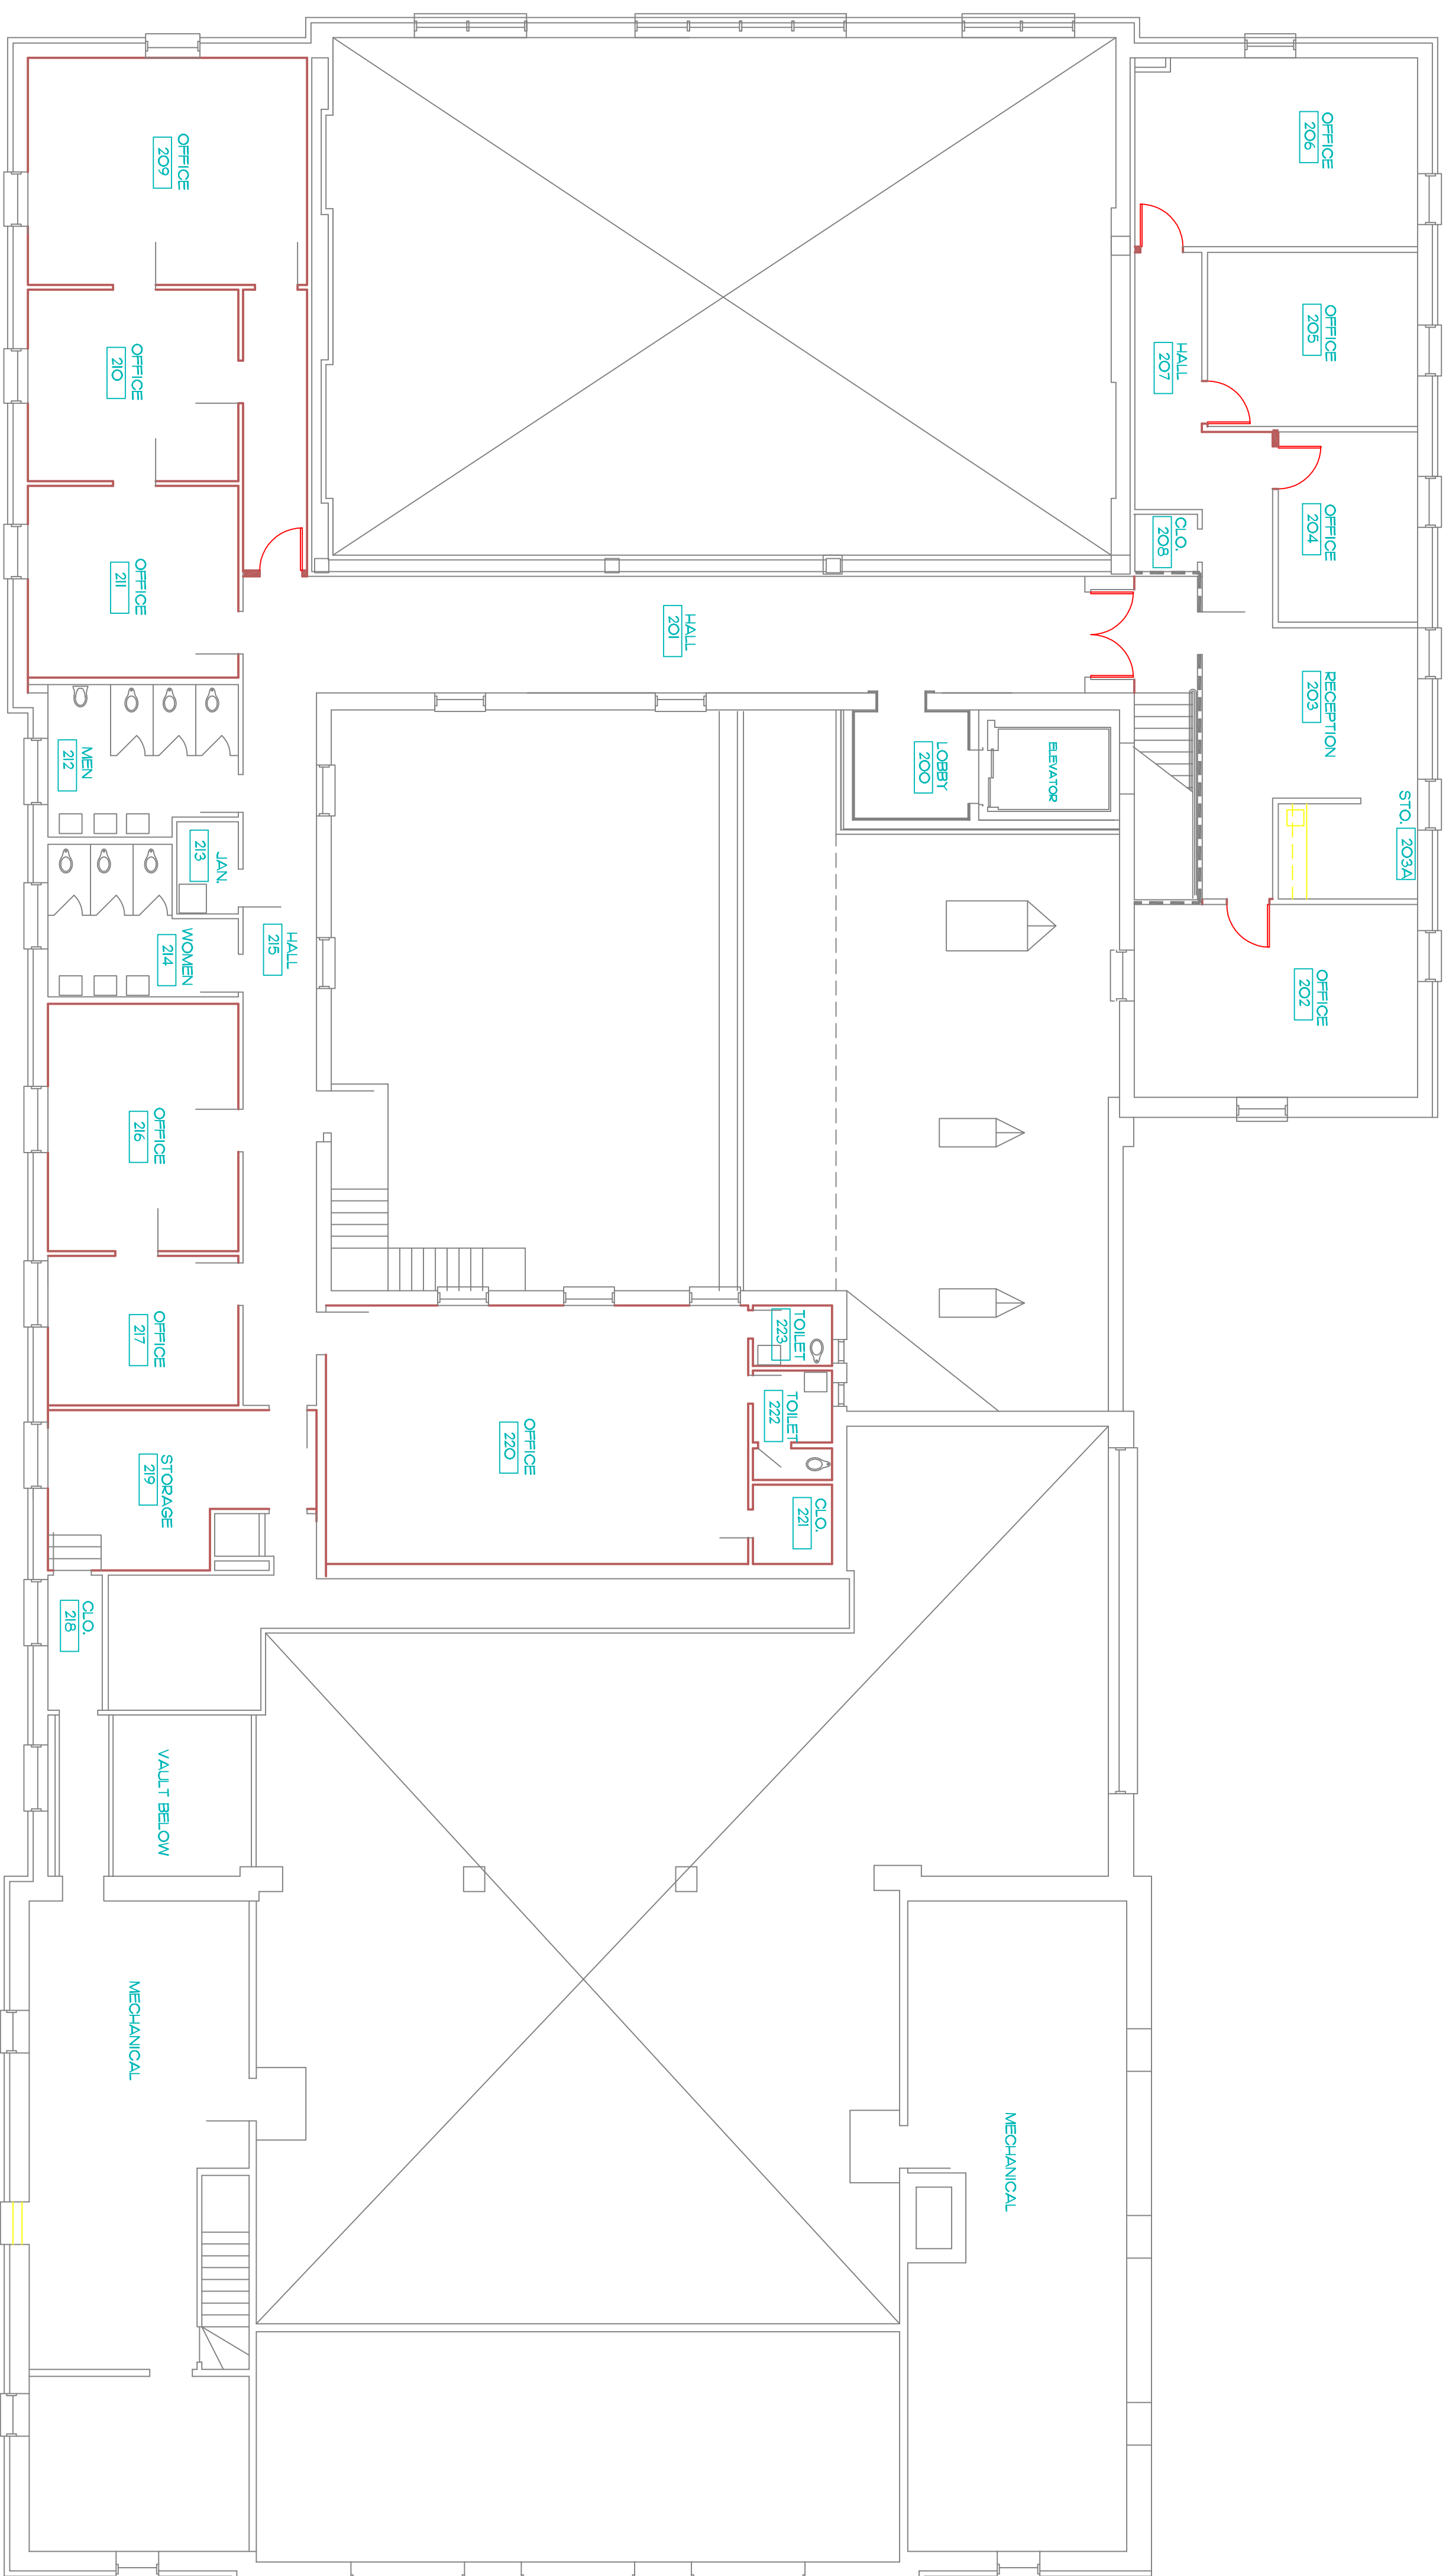 OFFICE
206
OFFICE
205
HALL
207
OFFICE
204
CLO.
208
RECEPTION
203
STO.
203A
OFFICE
202
OFFICE
209
OFFICE
210
OFFICE
211
HALL
201
LOBBY
200
ELEVATOR
MEN
212
JAN.
213
WOMEN
214
HALL
215
OFFICE
216
OFFICE
217
TOILET
223
TOILET
222
CLO.
221
OFFICE
220
STORAGE
219
CLO.
218
VAULT BELOW
MECHANICAL
MECHANICAL